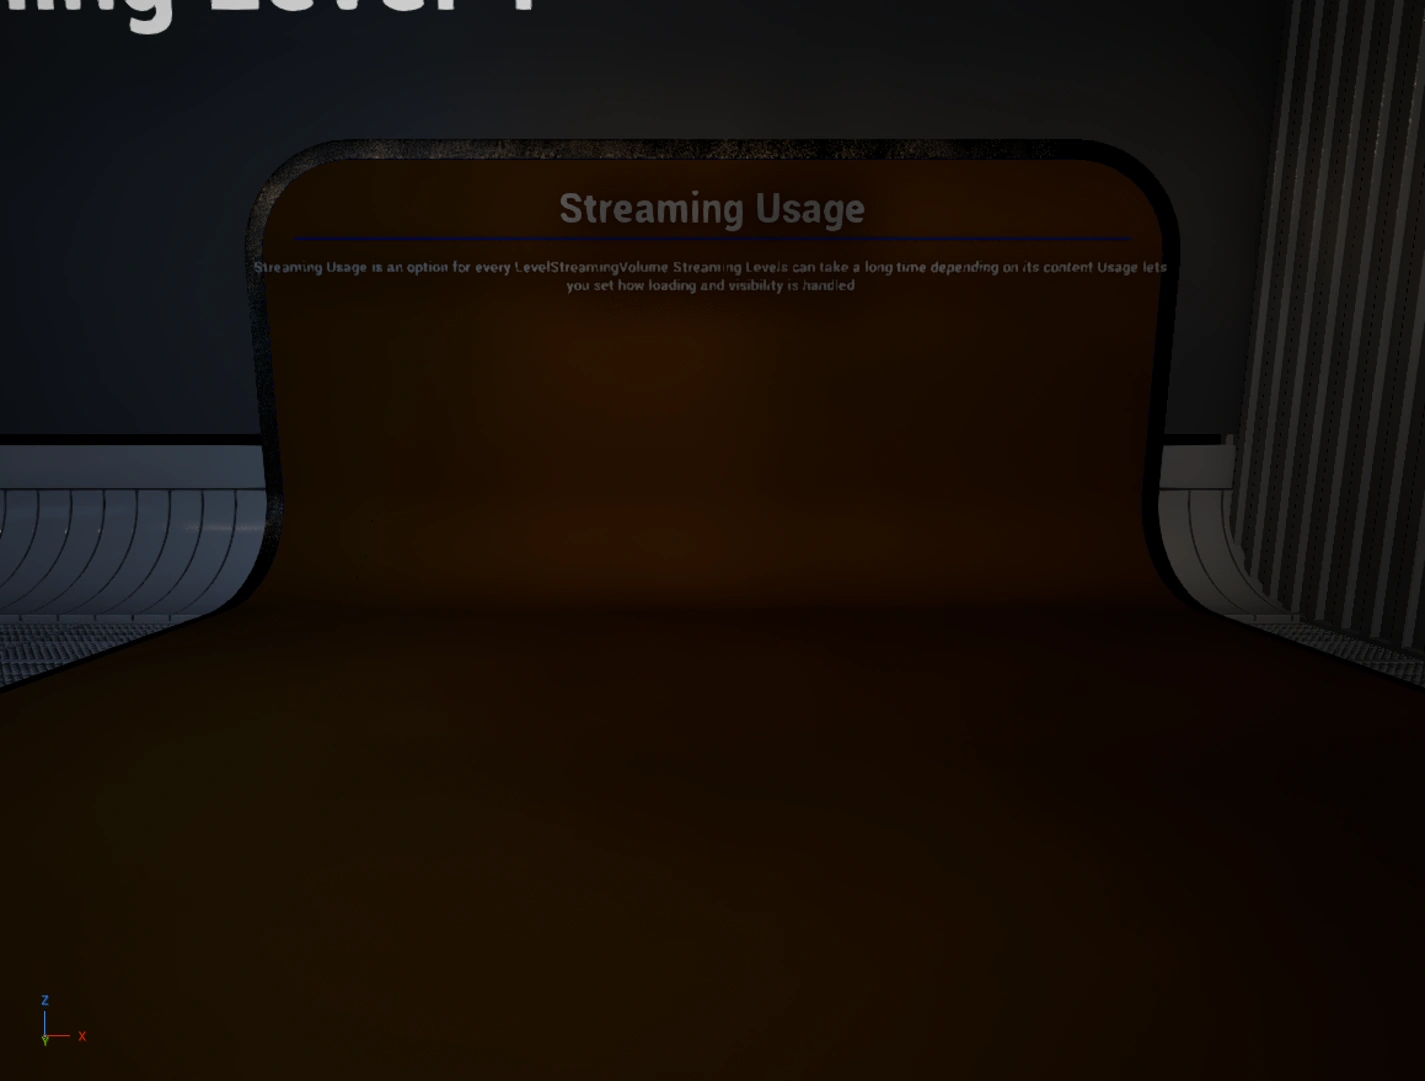 Streaming Usage
Streaming Usage is an option for every LevelStreamingVolume Streaming Levels can take a long time depending on its content Usage lets
you set how loading and visibility is handled
Z
X
Y